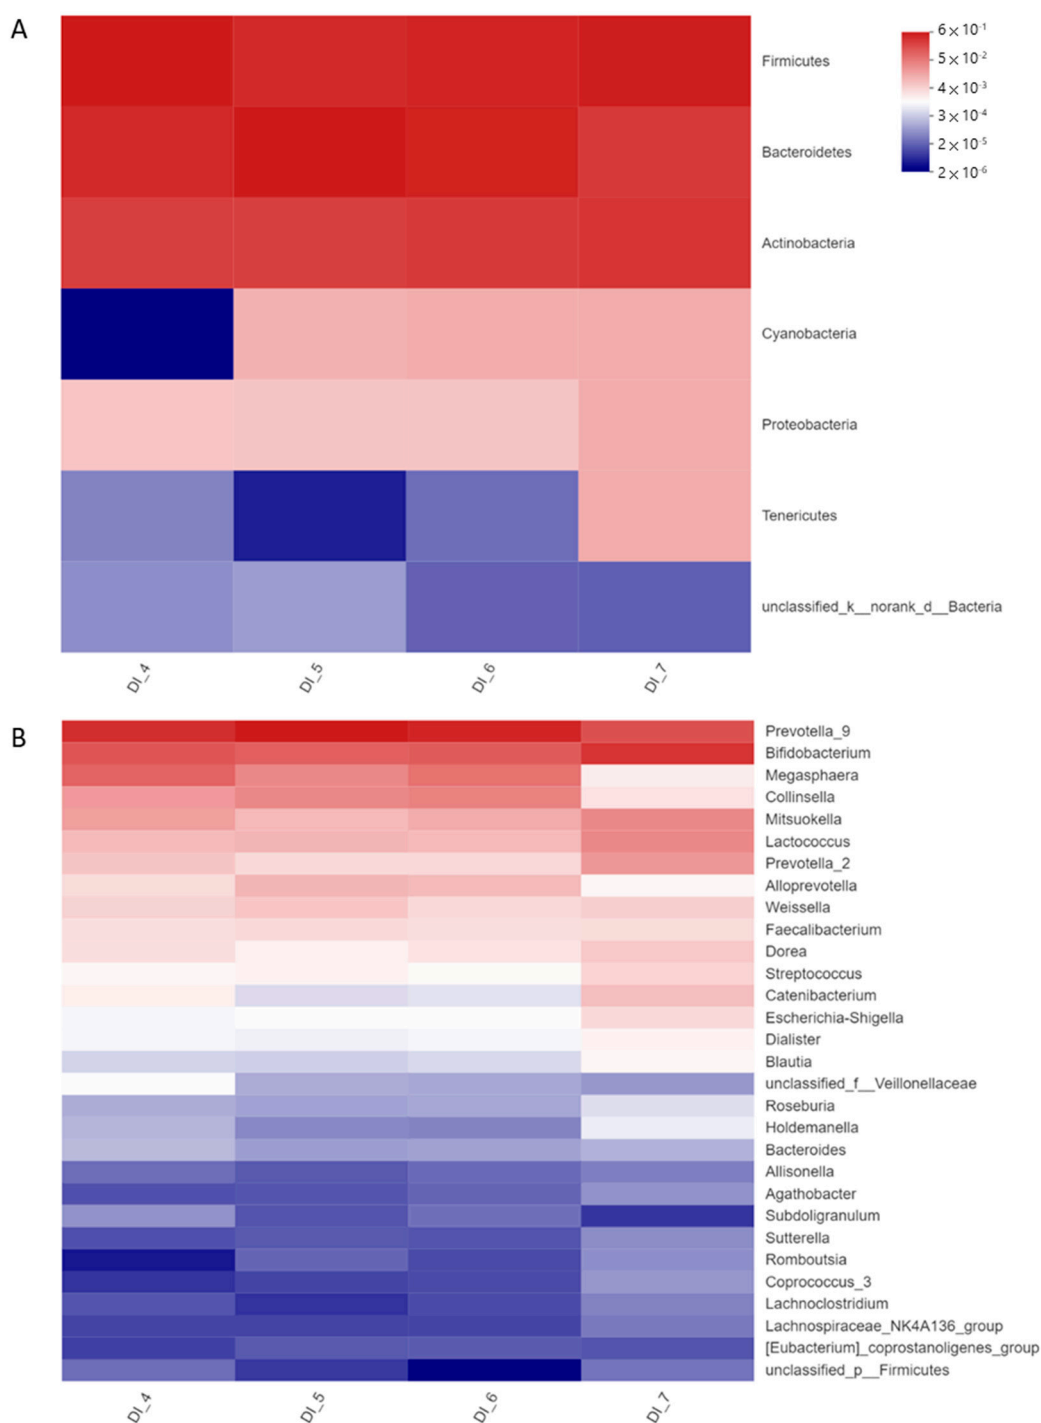 A
Firmicutes
Bacteroidetes
Actinobacteria
Cyanobacteria
Proteobacteria
Tenericutes
unclassified_k__norank_d__Bacteria
6×10⁻¹
5×10⁻²
4×10⁻³
3×10⁻⁴
2×10⁻⁵
2×10⁻⁶
DI_4
DI_5
DI_6
DI_7
B
Prevotella_9
Bifidobacterium
Megasphaera
Collinsella
Mitsuokella
Lactococcus
Prevotella_2
Alloprevotella
Weissella
Faecalibacterium
Dorea
Streptococcus
Catenibacterium
Escherichia-Shigella
Dialister
Blautia
unclassified_f__Veillonellaceae
Roseburia
Holdemanella
Bacteroides
Allisonella
Agathobacter
Subdoligranulum
Sutterella
Romboutsia
Coprococcus_3
Lachnoclostridium
Lachnospiraceae_NK4A136_group
[Eubacterium]_coprostanoligenes_group
unclassified_p__Firmicutes
DI_4
DI_5
DI_6
DI_7